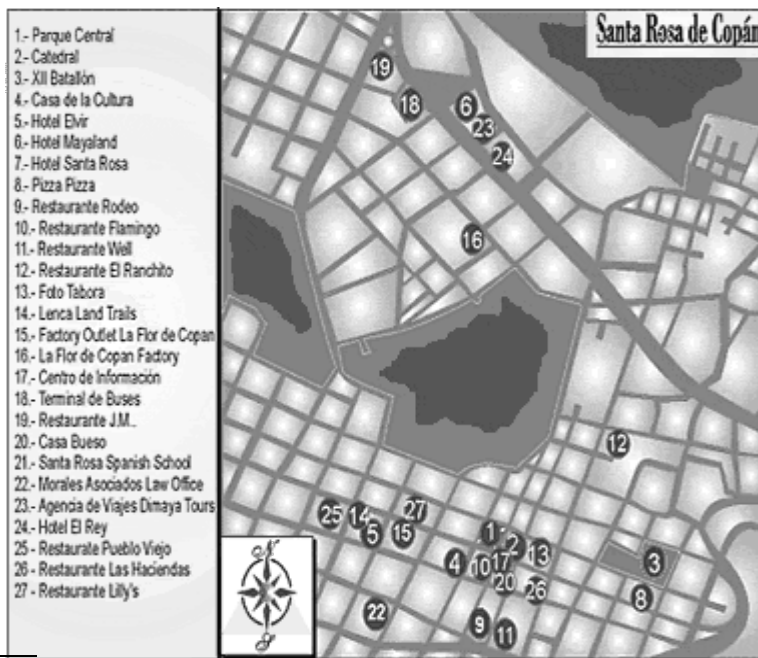 Santa Rosa de Copán
1.- Parque Central
2.- Catedral
3.- XII Batallón
4.- Casa de la Cultura
5.- Hotel Elvir
6.- Hotel Mayaland
7.- Hotel Santa Rosa
8.- Pizza Pizza
9.- Restaurante Rodeo
10.- Restaurante Flamingo
11.- Restaurante Well
12.- Restaurante El Ranchito
13.- Foto Tabora
14.- Lenca Land Trails
15.- Factory Outlet La Flor de Copan
16.- La Flor de Copan Factory
17.- Centro de Información
18.- Terminal de Buses
19.- Restaurante J.M..
20.- Casa Bueso
21.- Santa Rosa Spanish School
22.- Morales Asociados Law Office
23.- Agencia de Viajes Dimaya Tours
24.- Hotel El Rey
25 - Restaurate Pueblo Viejo
26 - Restaurante Las Haciendas
27 - Restaurante Lilly's
19
18
6
23
24
16
12
25
14
27
5
15
1
2
13
4
10
17
3
20
26
8
22
9
11
N
S